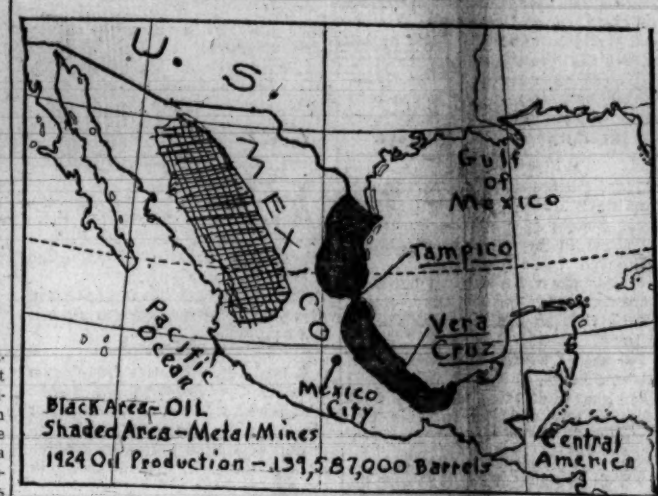 U. S.
MEXICO
Gulf
of
Mexico
Tampico
Vera
Cruz
Pacific
Ocean
Mexico
City
Central
America
Black Area - OIL
Shaded Area - Metal Mines
1924 Oil Production - 139,587,000 Barrels